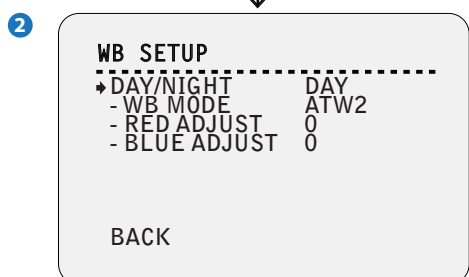 2
WB SETUP
DAY/NIGHT DAY
- WB MODE ATW2
- RED ADJUST 0
- BLUE ADJUST 0
BACK